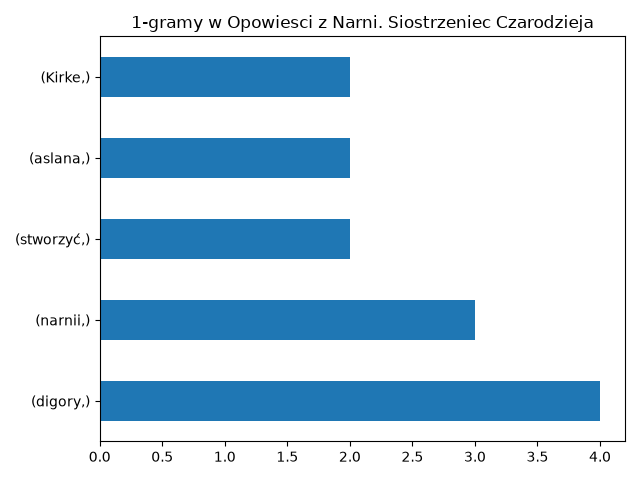 1-gramy w Opowiesci z Narni. Siostrzeniec Czarodzieja
(Kirke,)
(aslana,)
(stworzyć,)
(narnii,)
(digory,)
0.0 0.5 1.0 1.5 2.0 2.5 3.0 3.5 4.0